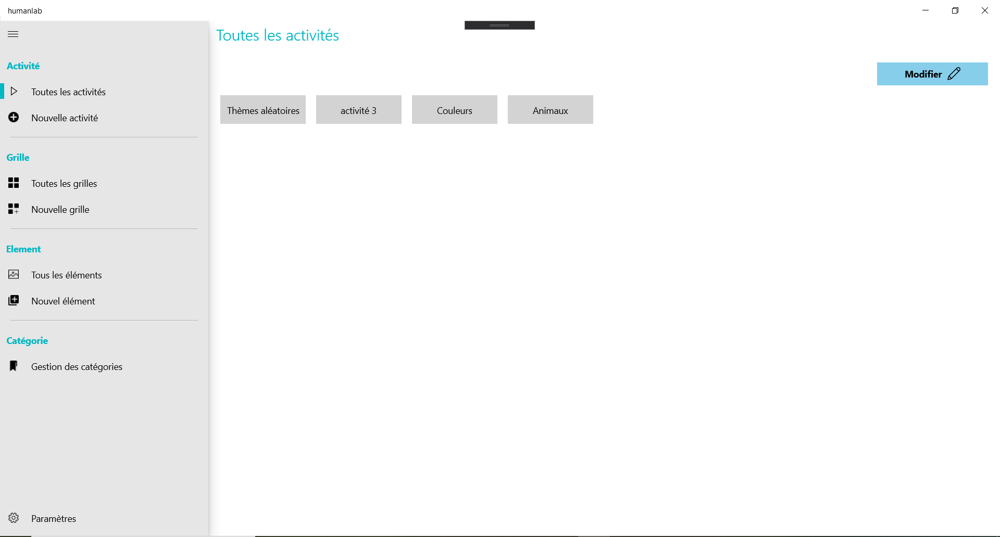 humanlab
Toutes les activités
Activité
Toutes les activités
Nouvelle activité
Grille
Toutes les grilles
Nouvelle grille
Element
Tous les éléments
Nouvel élément
Catégorie
Gestion des catégories
Paramètres
Modifier
Thèmes aléatoires
activité 3
Couleurs
Animaux